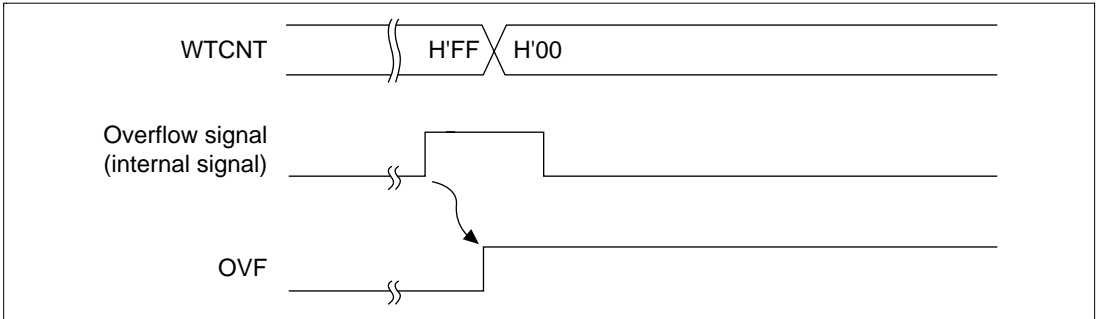 WTCNT H'FF H'00
Overflow signal
(internal signal)
OVF